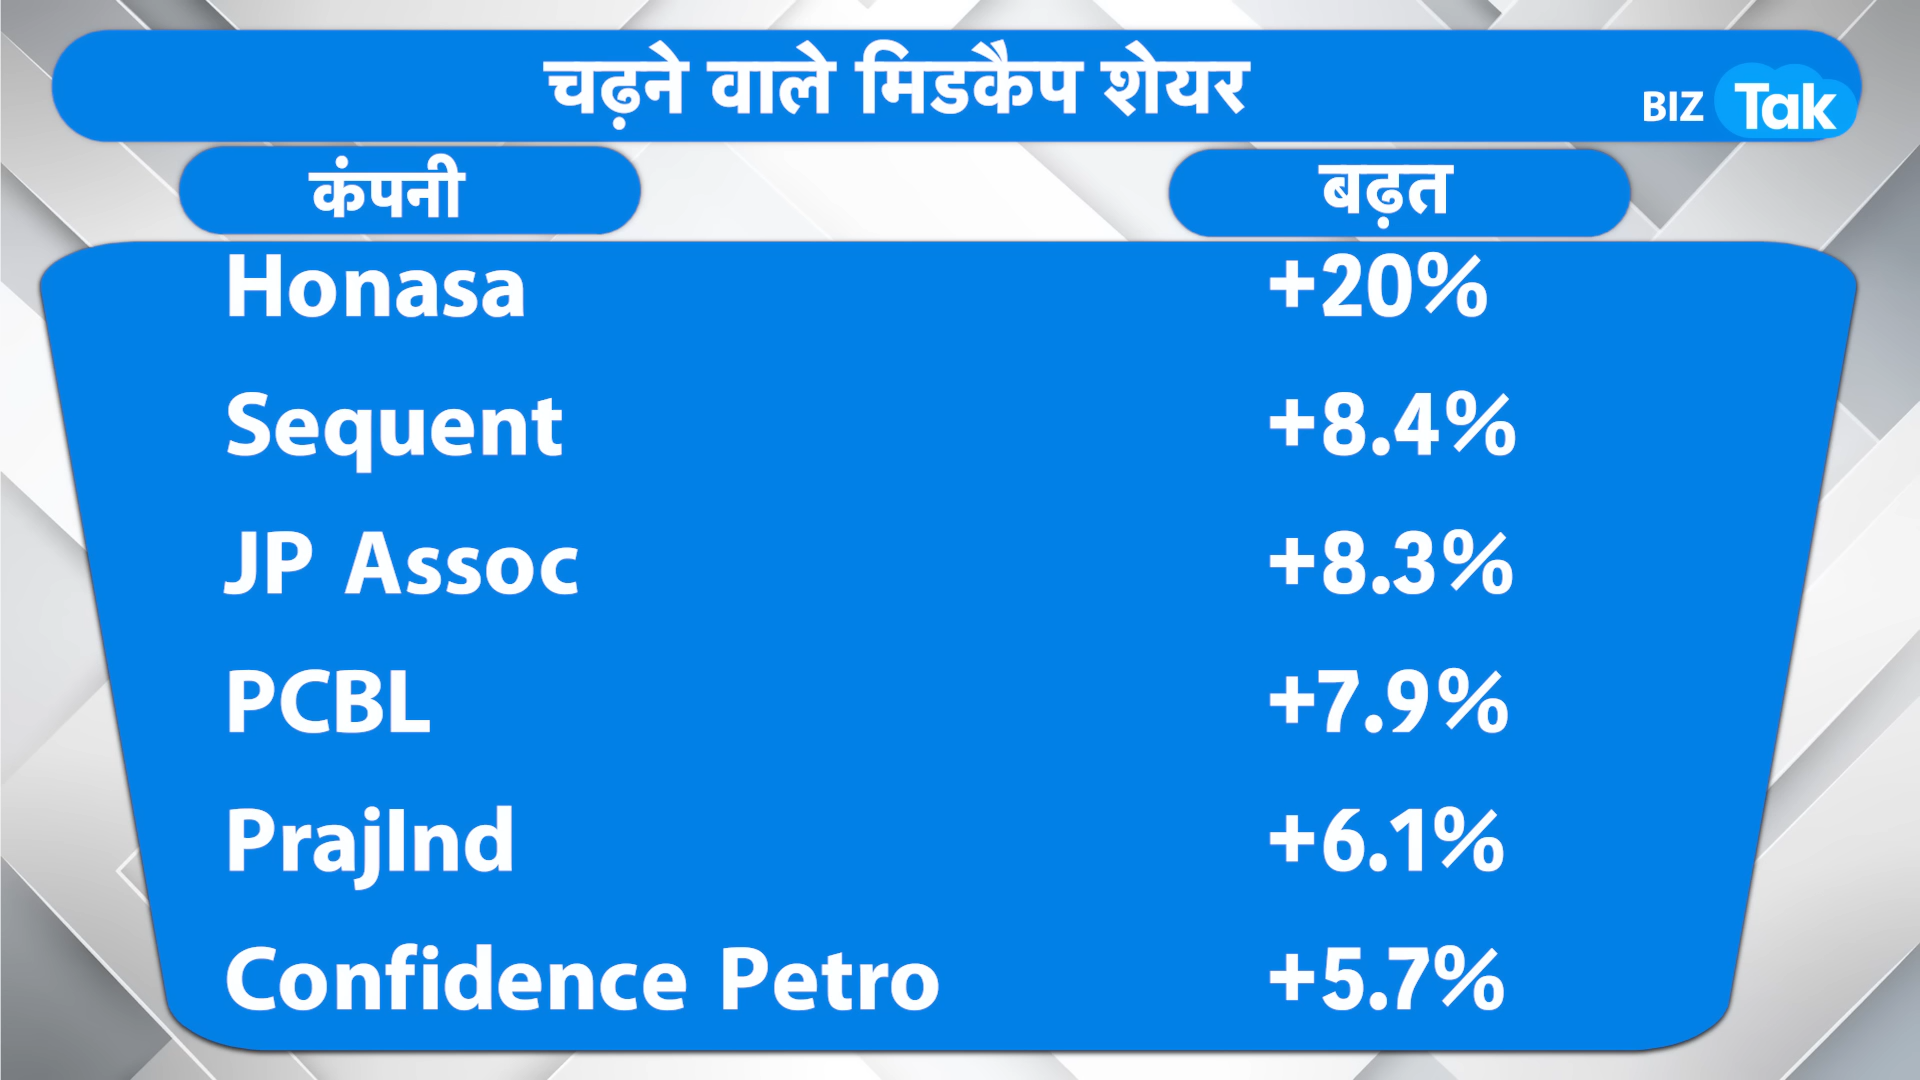 चढ़ने वाले मिडकैप शेयर
BIZ Tak
कंपनी बढ़त
Honasa +20%
Sequent +8.4%
JP Assoc +8.3%
PCBL +7.9%
PrajInd +6.1%
Confidence Petro +5.7%